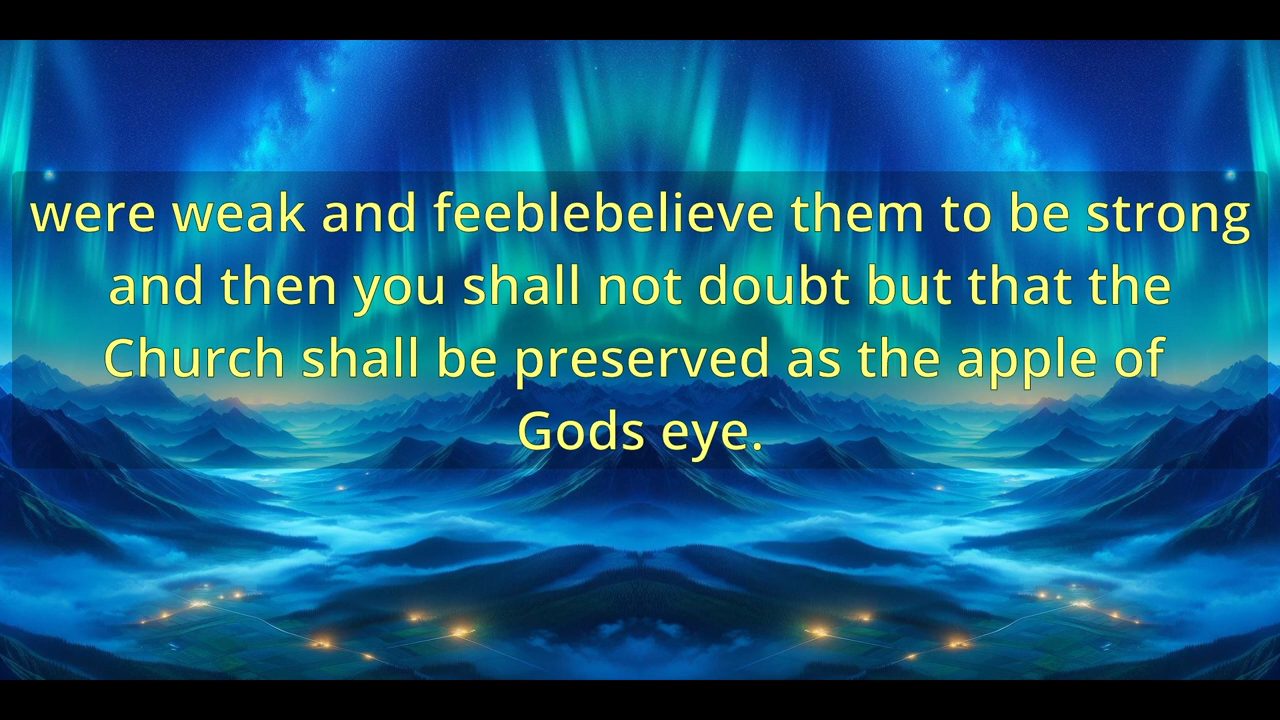 were weak and feeblebelieve them to be strong
and then you shall not doubt but that the
Church shall be preserved as the apple of
Gods eye.